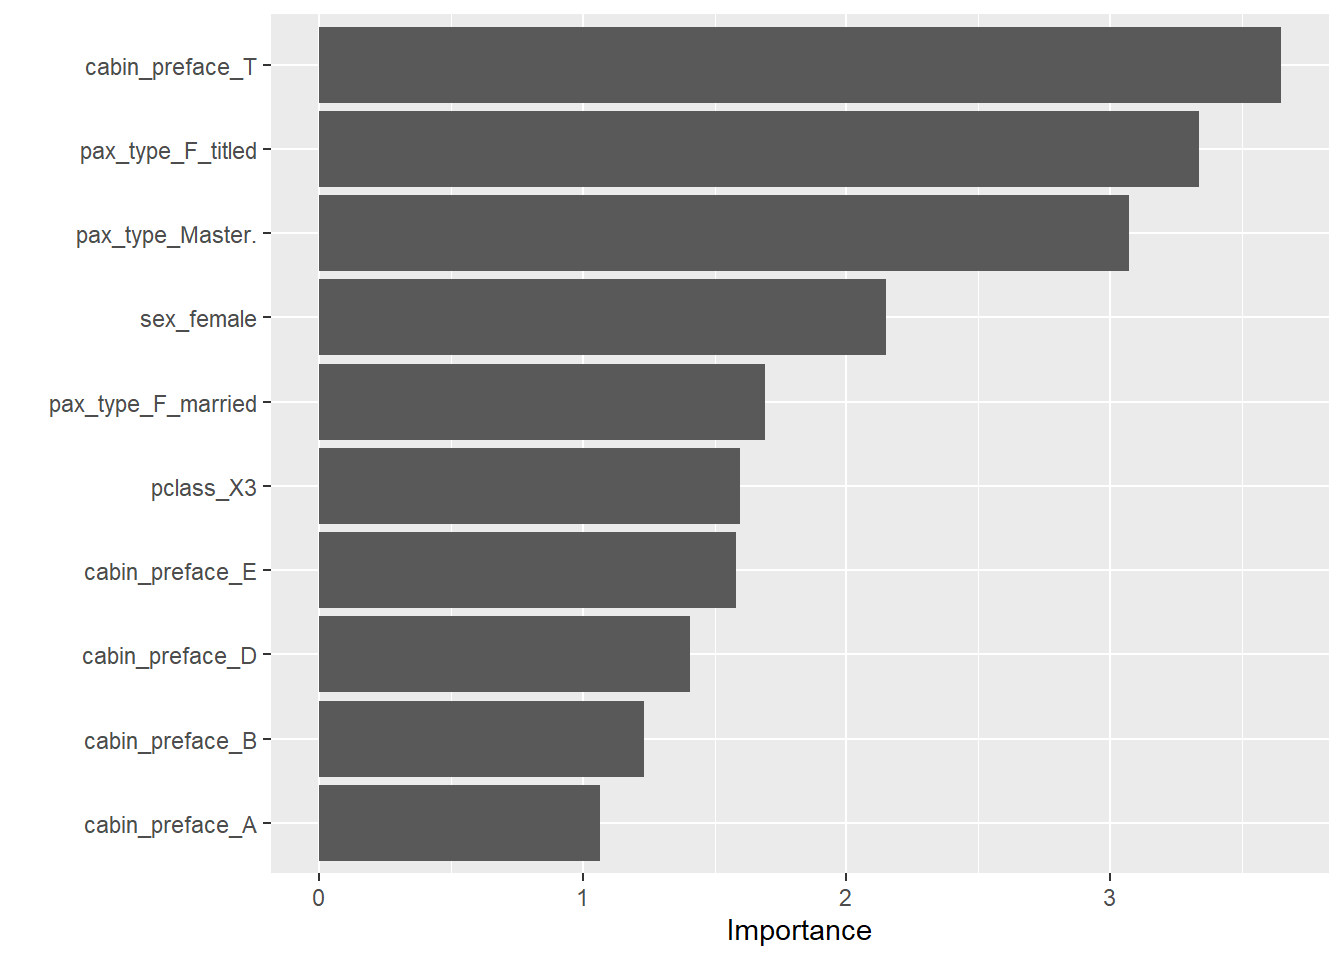 cabin_preface_T
pax_type_F_titled
pax_type_Master.
sex_female
pax_type_F_married
pclass_X3
cabin_preface_E
cabin_preface_D
cabin_preface_B
cabin_preface_A
0 1 2 3
Importance